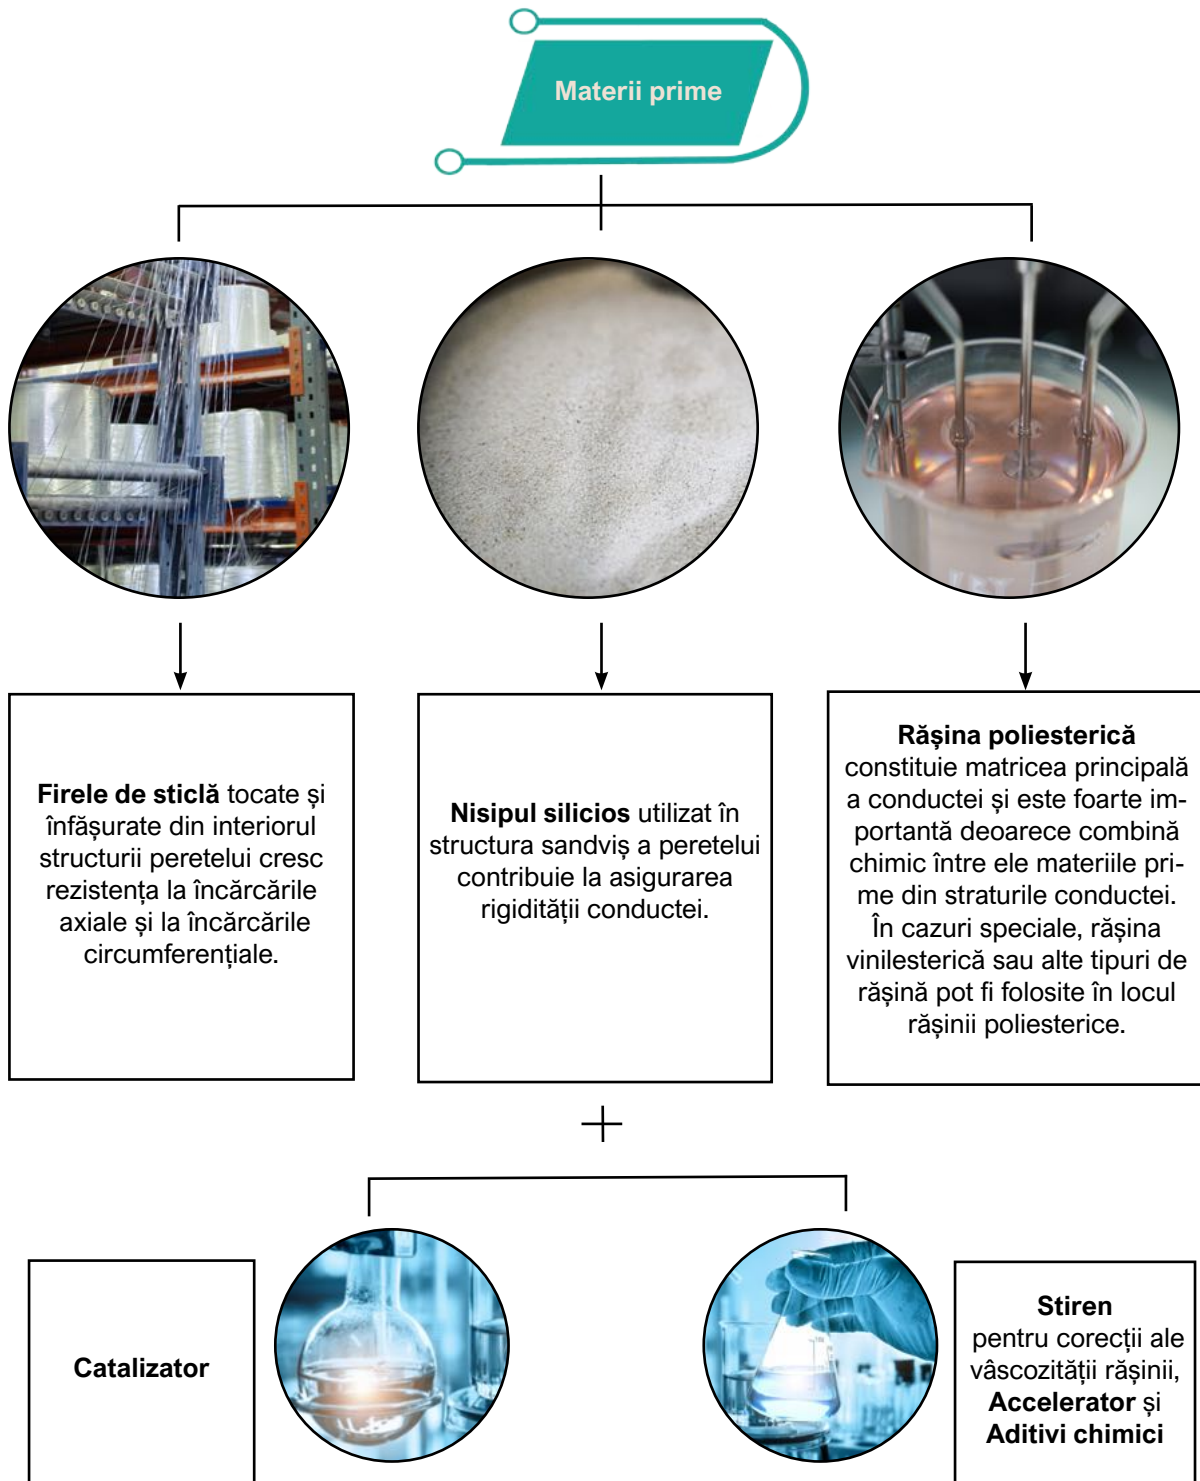 Materii prime
Firele de sticlă tocate și
înfășurate din interiorul
structurii peretelui cresc
rezistența la încărcările
axiale și la încărcările
circumferențiale.
Nisipul silicios utilizat în
structura sandviș a peretelui
contribuie la asigurarea
rigidității conductei.
Rășina poliesterică
constituie matricea principală
a conductei și este foarte im-
portantă deoarece combină
chimic între ele materiile pri-
me din straturile conductei.
În cazuri speciale, rășina
vinilesterică sau alte tipuri de
rășină pot fi folosite în locul
rășinii poliesterice.
Catalizator
Stiren
pentru corecții ale
vâscozității rășinii,
Accelerator și
Aditivi chimici